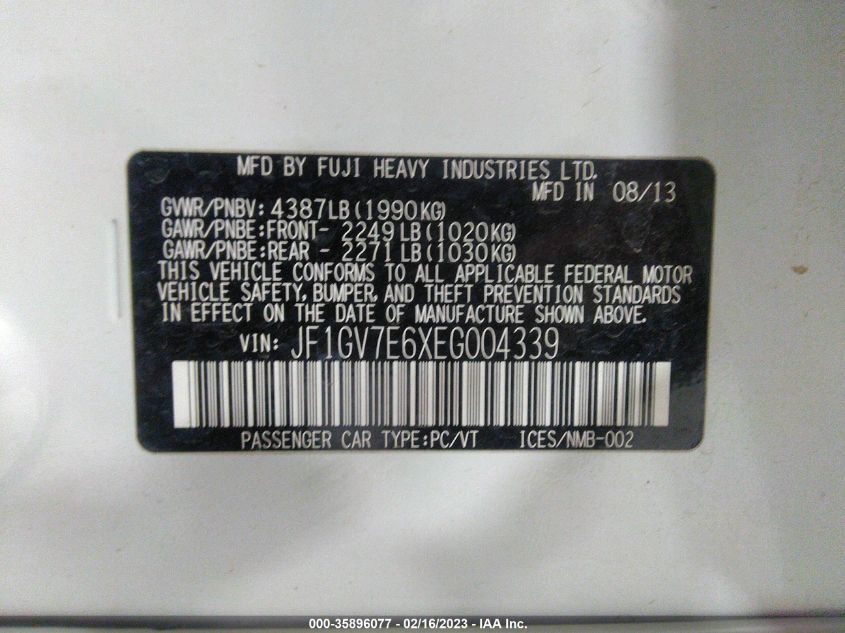 MFD BY FUJI HEAVY INDUSTRIES LTD.
MFD IN 08/13
GVWR/PNBV: 4387LB(1990KG)
GAWR/PNBE:FRONT- 2249LB(1020KG)
GAWR/PNBE:REAR - 2271LB(1030KG)
THIS VEHICLE CONFORMS TO ALL APPLICABLE FEDERAL MOTOR
VEHICLE SAFETY, BUMPER, AND THEFT PREVENTION STANDARDS
IN EFFECT ON THE DATE OF MANUFACTURE SHOWN ABOVE.
VIN: JF1GV7E6XEG004339
PASSENGER CAR TYPE:PC/VT ICES/NMB-002
000-35896077 - 02/16/2023 - IAA Inc.